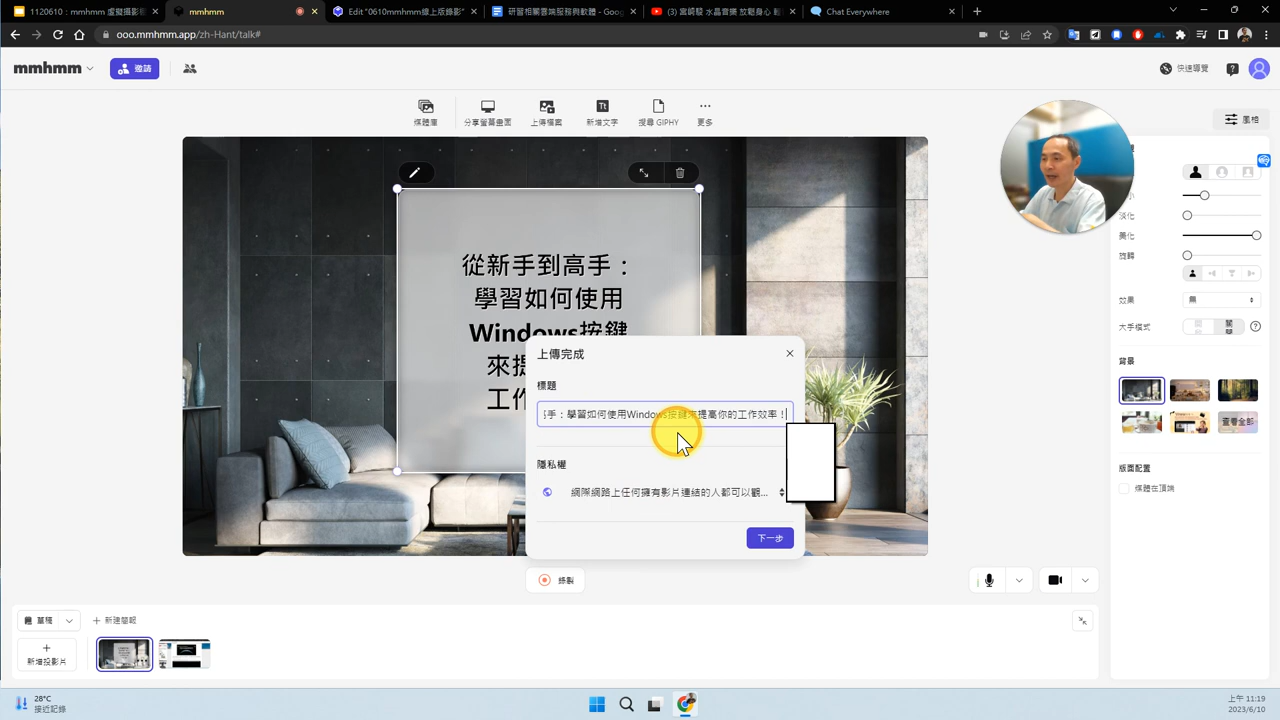 1120610：mmhmm 虛擬攝影
mmhmm
Edit "0610mmhmm線上版錄影"
研習相關雲端服務與軟體 - Goog
(3) 宮崎駿 水晶音樂 放鬆身心
Chat Everywhere
ooo.mmhmm.app/zh-Hant/talk#
mmhmm
邀請
快速導覽
媒體庫
分享螢幕畫面
上傳檔案
新增文字
搜尋 GIPHY
更多
風格
淡化
美化
旋轉
效果
無
大手模式
背景
查看全部
版面配置
媒體在頂端
從新手到高手：
學習如何使用
Windows按鍵
來提
工作
上傳完成
標題
手：學習如何使用Windows按鍵來提高你的工作效率！
隱私權
網際網路上任何擁有影片連結的人都可以觀...
下一步
錄製
草稿
新建簡報
新增投影片
28°C
接近記錄
上午 11:19
2023/6/10